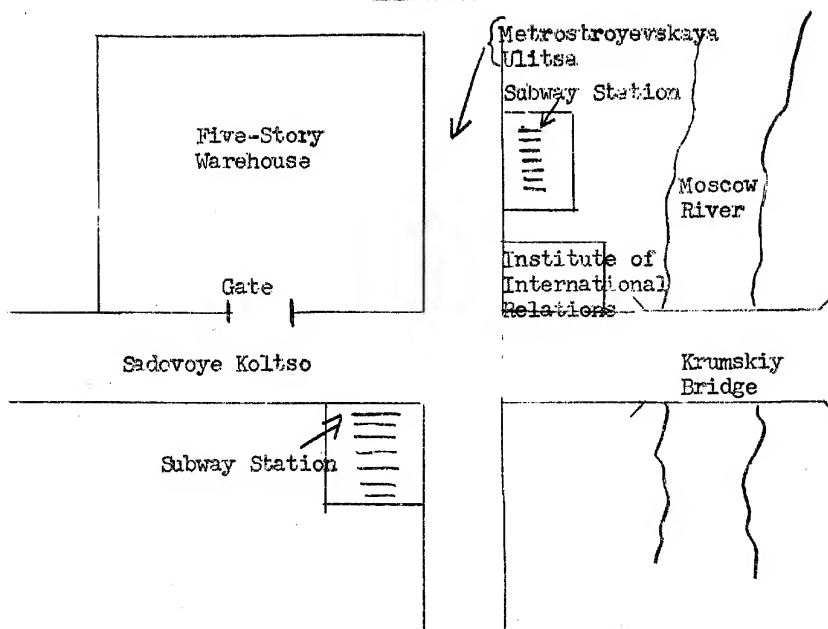 Metrostroyevskaya
Ulitsa
Subway Station
Five-Story
Warehouse
Moscow
River
Institute of
International
Relations
Gate
Sadovoye Koltso
Krumskiy
Bridge
Subway Station